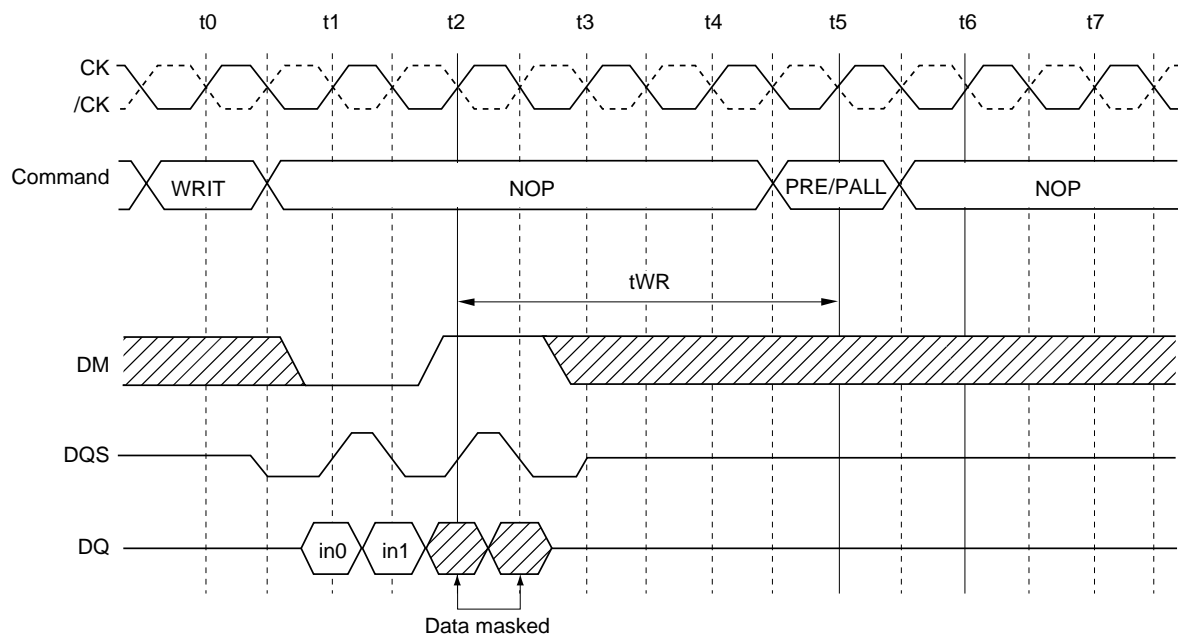 t0 t1 t2 t3 t4 t5 t6 t7
CK
/CK
Command WRIT NOP PRE/PALL NOP
tWR
DM
DQS
DQ in0 in1
Data masked